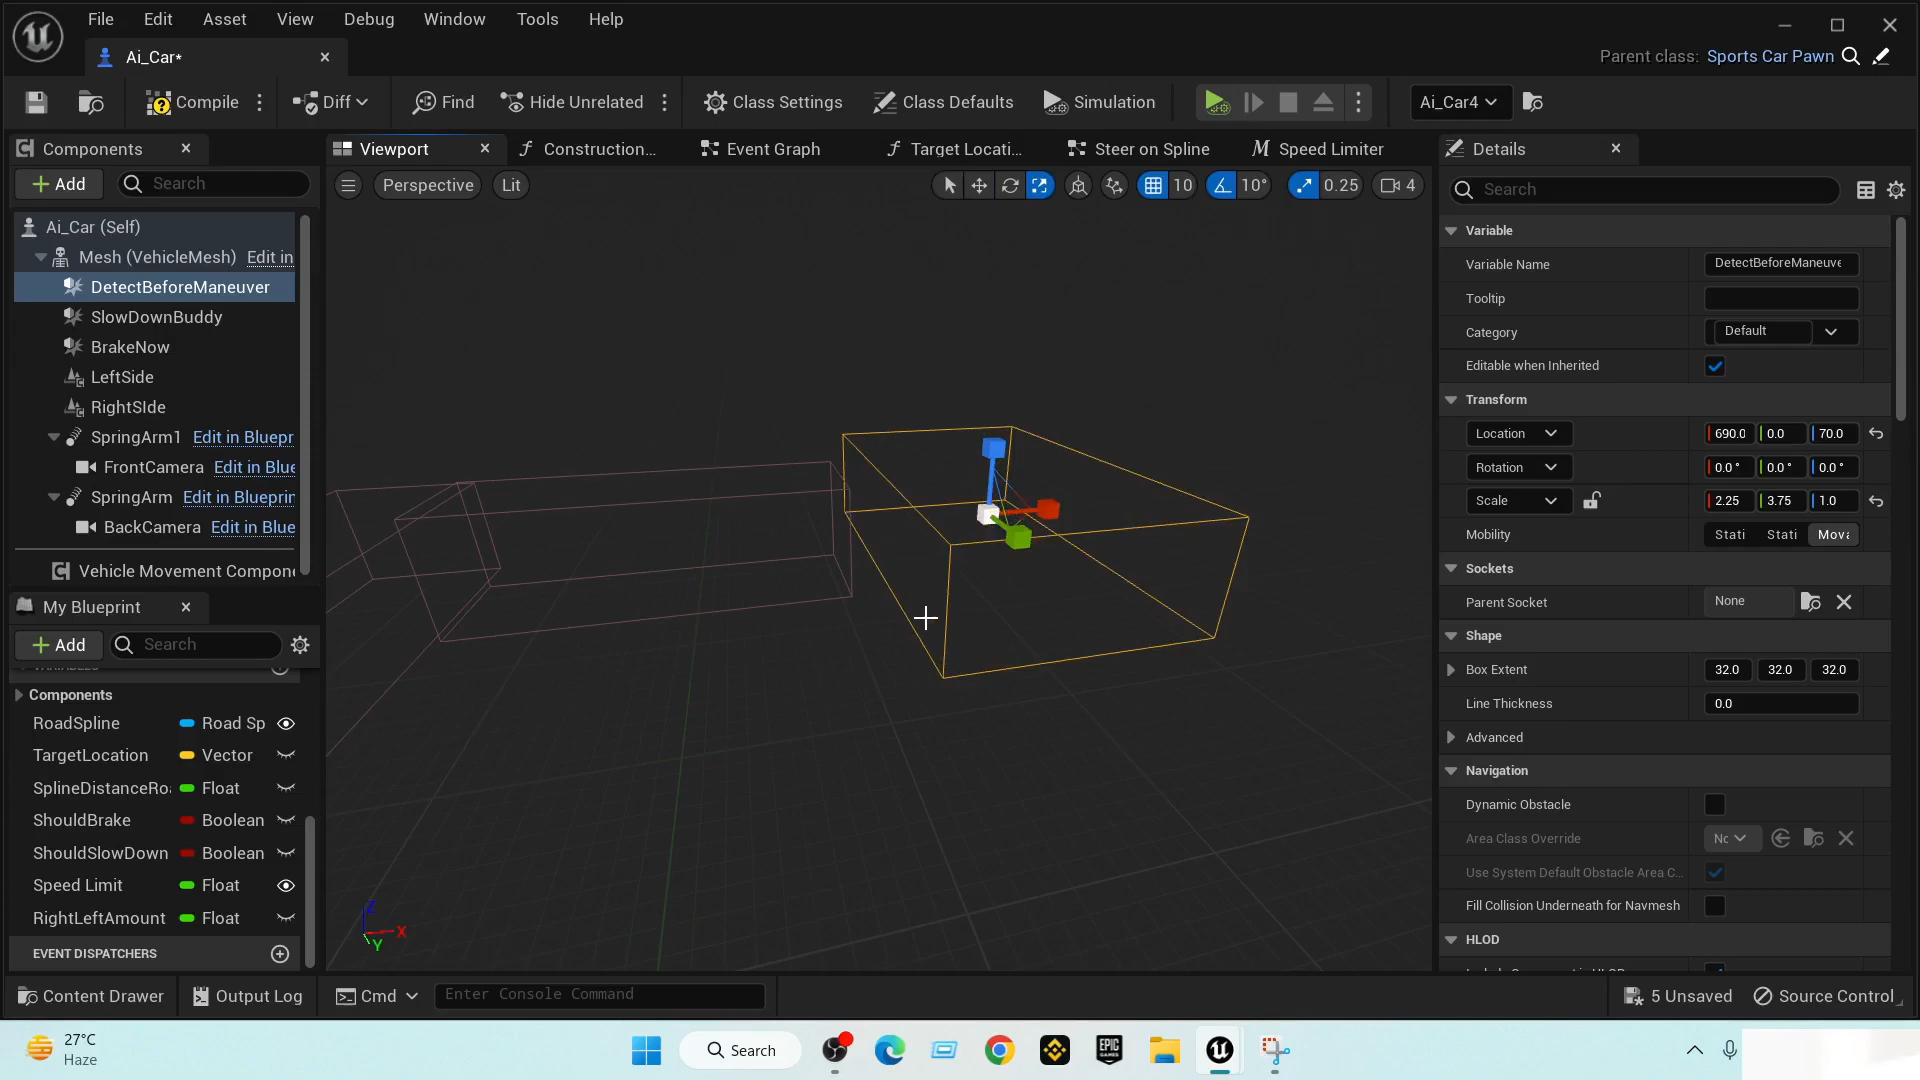 File Edit Asset View Debug Window Tools Help
Ai_Car*
Parent class: Sports Car Pawn
Compile Diff Find Hide Unrelated Class Settings Class Defaults Simulation Ai_Car4
Components
Add Search
Ai_Car (Self)
Mesh (VehicleMesh) Edit in
DetectBeforeManeuver
SlowDownBuddy
BrakeNow
LeftSide
RightSIde
SpringArm1 Edit in Bluepr
FrontCamera Edit in Blue
SpringArm Edit in Blueprin
BackCamera Edit in Blue
Vehicle Movement Compone
My Blueprint
Add Search
Components
RoadSpline Road Sp
TargetLocation Vector
SplineDistanceRoa Float
ShouldBrake Boolean
ShouldSlowDown Boolean
Speed Limit Float
RightLeftAmount Float
EVENT DISPATCHERS
Viewport Construction... Event Graph Target Locati... Steer on Spline Speed Limiter
Perspective Lit 10 10° 0.25 4
Z
X
Y
Details
Search
Variable
Variable Name DetectBeforeManeuve
Tooltip
Category Default
Editable when Inherited
Transform
Location 690.0 0.0 70.0
Rotation 0.0 ° 0.0 ° 0.0 °
Scale 2.25 3.75 1.0
Mobility Stati Stati Mova
Sockets
Parent Socket None
Shape
Box Extent 32.0 32.0 32.0
Line Thickness 0.0
Advanced
Navigation
Dynamic Obstacle
Area Class Override Nc
Use System Default Obstacle Area C...
Fill Collision Underneath for Navmesh
HLOD
Content Drawer Output Log Cmd Enter Console Command 5 Unsaved Source Control
27°C
Haze
Search
EPIC
GAMES